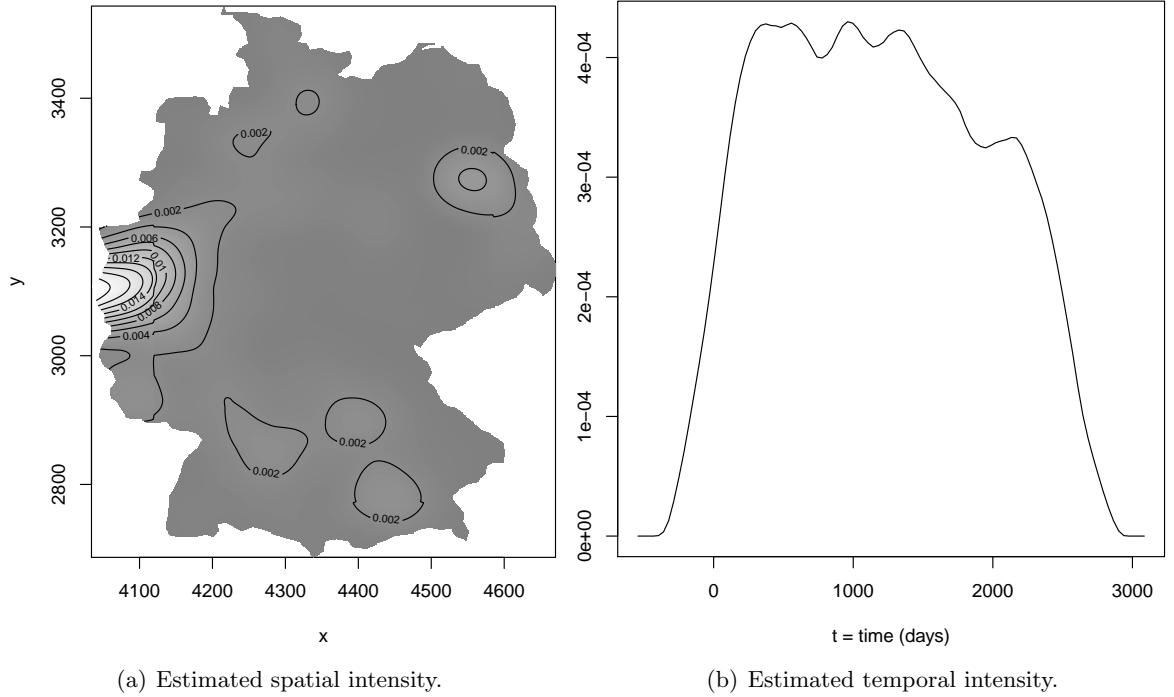 3400
3200
3000
2800
y
4100 4200 4300 4400 4500 4600
x
0.002
0.002
0.002
0.006
0.012
0.01
0.014
0.008
0.004
0.002
0.002
0.002
4e−04
3e−04
2e−04
1e−04
0e+00
0 1000 2000 3000
t = time (days)
(a) Estimated spatial intensity.
(b) Estimated temporal intensity.